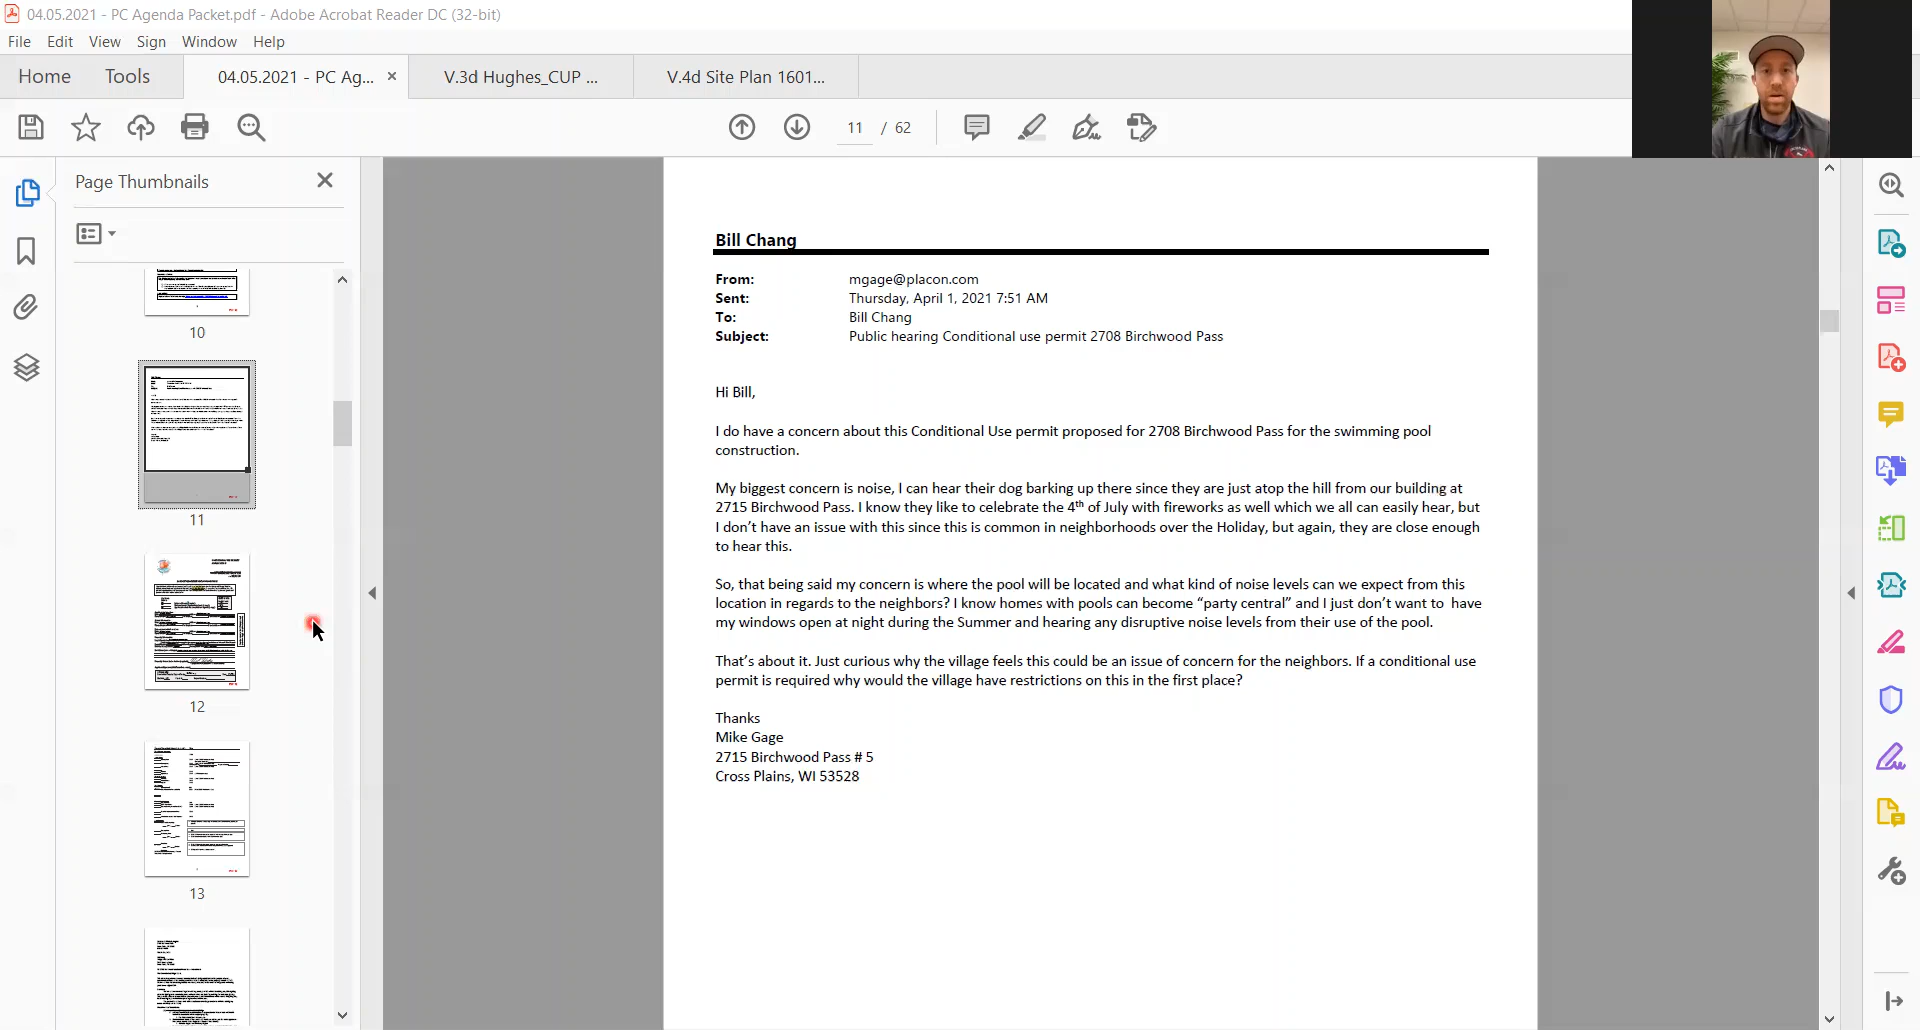 04.05.2021 - PC Agenda Packet.pdf - Adobe Acrobat Reader DC (32-bit)
File Edit View Sign Window Help
Home Tools 04.05.2021 - PC Ag... V.3d Hughes_CUP ... V.4d Site Plan 1601...
11 / 62
Page Thumbnails
10
11
12
13
Bill Chang
From: mgage@placon.com
Sent: Thursday, April 1, 2021 7:51 AM
To: Bill Chang
Subject: Public hearing Conditional use permit 2708 Birchwood Pass
Hi Bill,
I do have a concern about this Conditional Use permit proposed for 2708 Birchwood Pass for the swimming pool
construction.
My biggest concern is noise, I can hear their dog barking up there since they are just atop the hill from our building at
2715 Birchwood Pass. I know they like to celebrate the 4th of July with fireworks as well which we all can easily hear, but
I don't have an issue with this since this is common in neighborhoods over the Holiday, but again, they are close enough
to hear this.
So, that being said my concern is where the pool will be located and what kind of noise levels can we expect from this
location in regards to the neighbors? I know homes with pools can become “party central” and I just don't want to have
my windows open at night during the Summer and hearing any disruptive noise levels from their use of the pool.
That's about it. Just curious why the village feels this could be an issue of concern for the neighbors. If a conditional use
permit is required why would the village have restrictions on this in the first place?
Thanks
Mike Gage
2715 Birchwood Pass # 5
Cross Plains, WI 53528